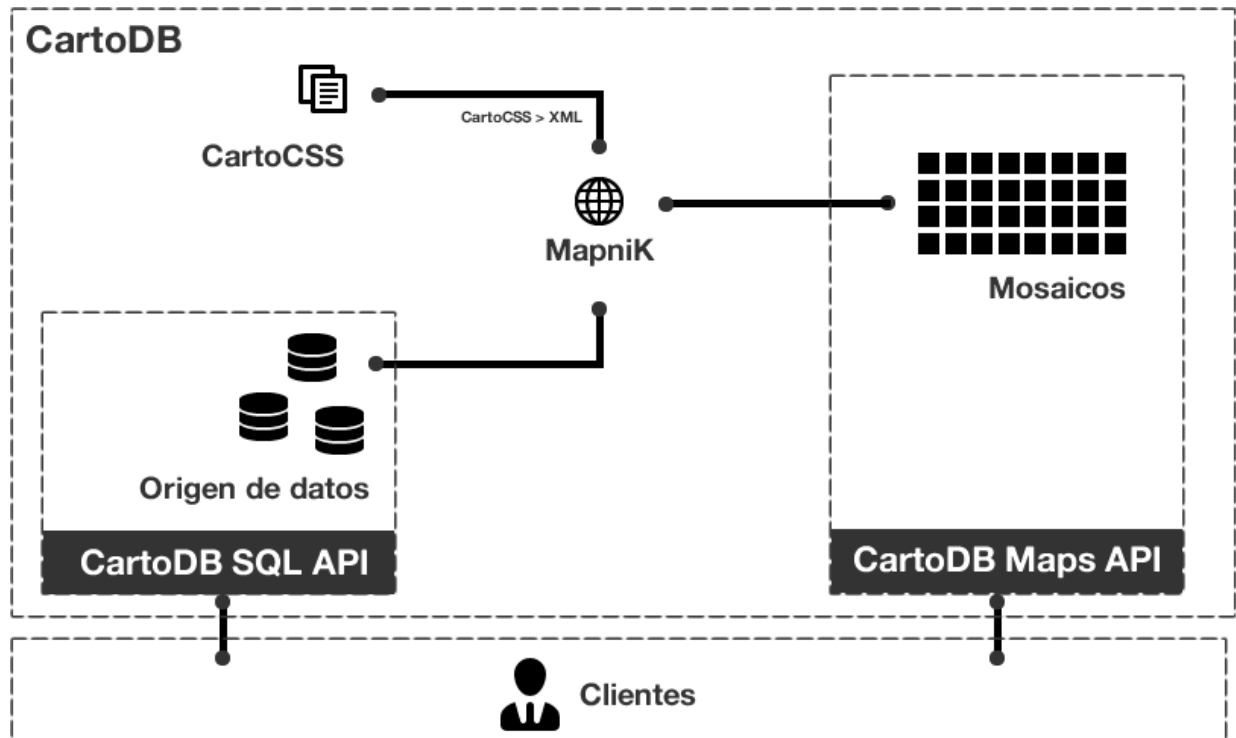 CartoDB
CartoCSS > XML
CartoCSS
MapniK
Mosaicos
Origen de datos
CartoDB SQL API
CartoDB Maps API
Clientes